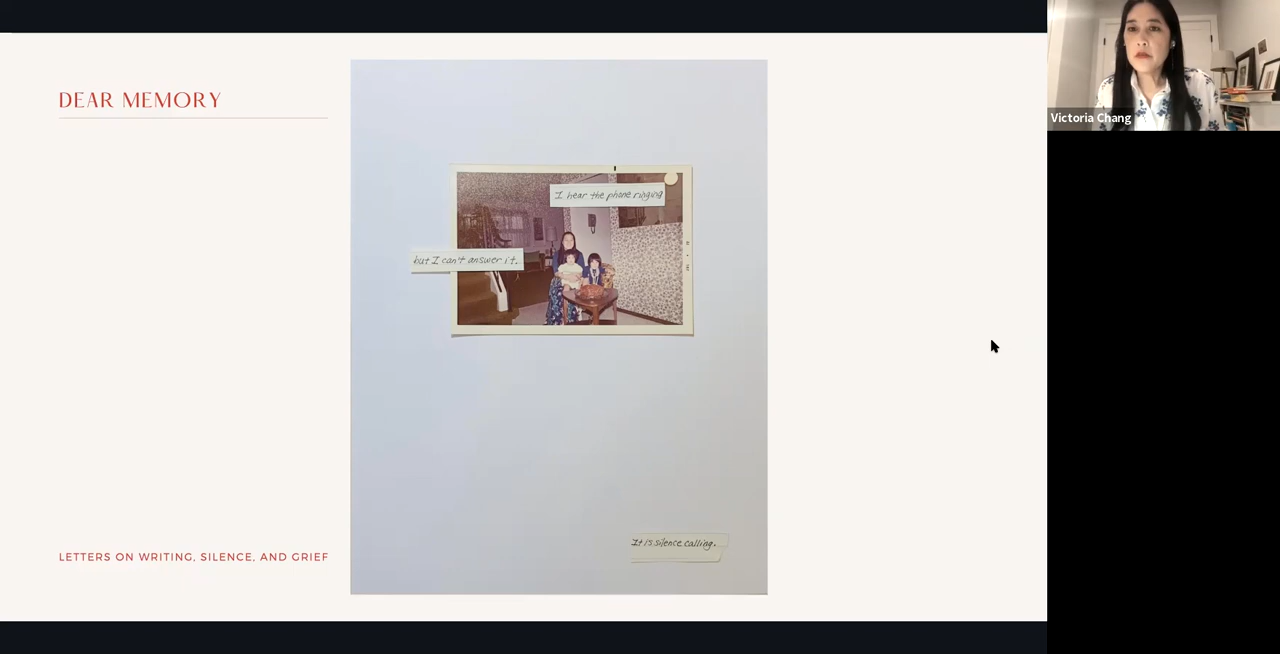 DEAR MEMORY
I hear the phone ringing
but I can't answer it.
It is silence calling.
LETTERS ON WRITING, SILENCE, AND GRIEF
Victoria Chang